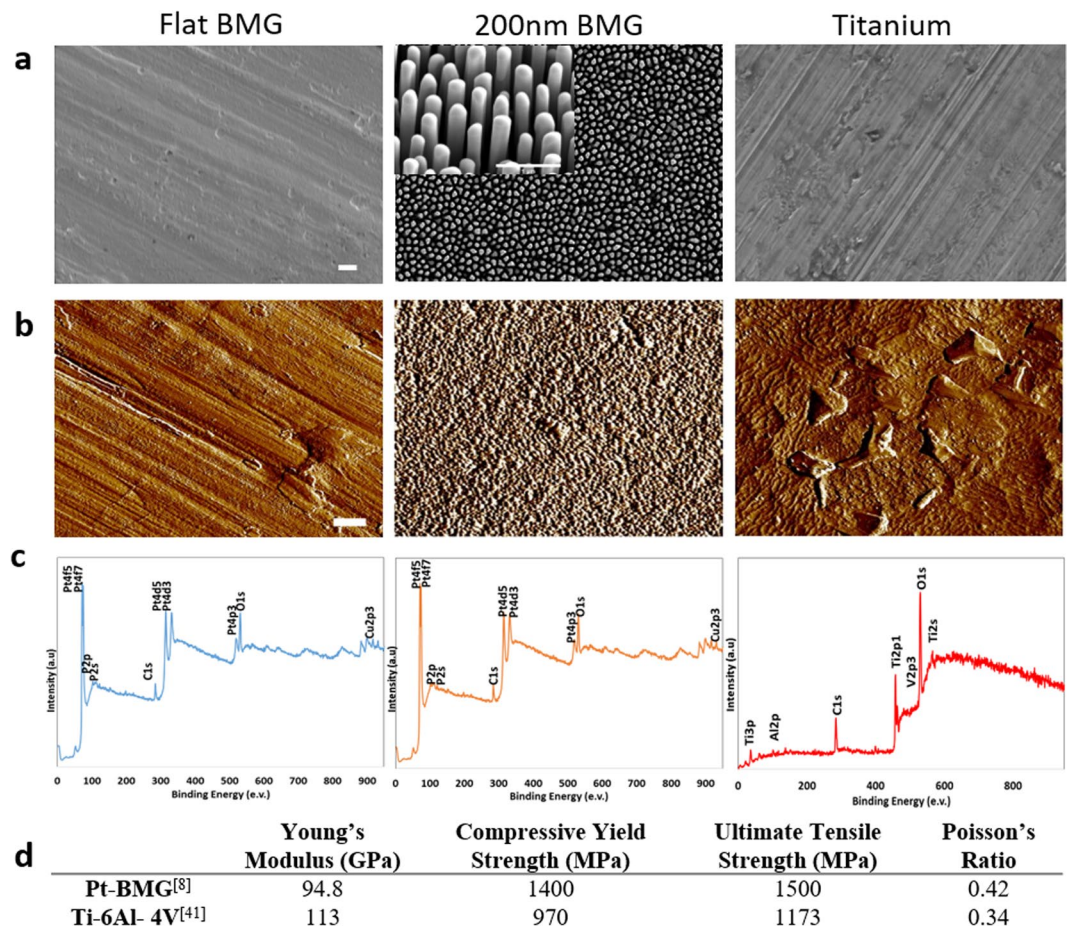 Flat BMG 200nm BMG Titanium
a
b
c
Pt4f5
Pt4f7
P2p
P2s
C1s
Pt4d5
Pt4d3
Pt4p3
O1s
Cu2p3
Intensity (a.u)
0 100 200 300 400 500 600 700 800 900
Binding Energy (e.v.)
Pt4f5
Pt4f7
P2p
P2s
C1s
Pt4d5
Pt4d3
Pt4p3
O1s
Cu2p3
Intensity (a.u)
0 100 200 300 400 500 600 700 800 900
Binding Energy (e.v.)
Ti3p
Al2p
C1s
Ti2p1
V2p3
O1s
Ti2s
Intensity (a.u)
0 200 400 600 800
Binding Energy (e.v.)
d
Young's Compressive Yield Ultimate Tensile Poisson's
Modulus (GPa) Strength (MPa) Strength (MPa) Ratio
Pt-BMG[8] 94.8 1400 1500 0.42
Ti-6Al- 4V[41] 113 970 1173 0.34